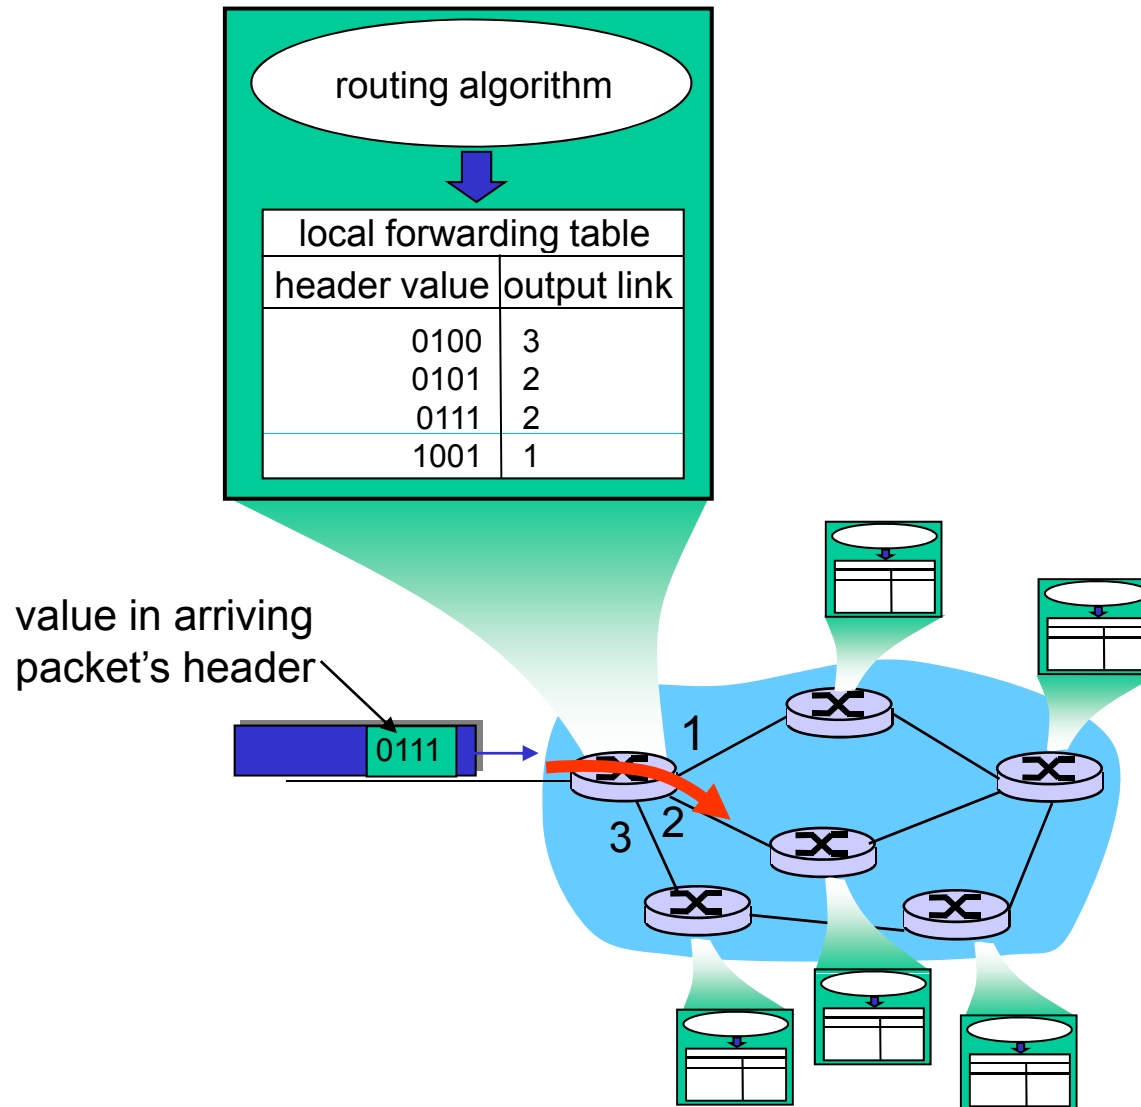 routing algorithm
local forwarding table
header value output link
0100 3
0101 2
0111 2
1001 1
value in arriving
packet’s header
0111
1
2
3